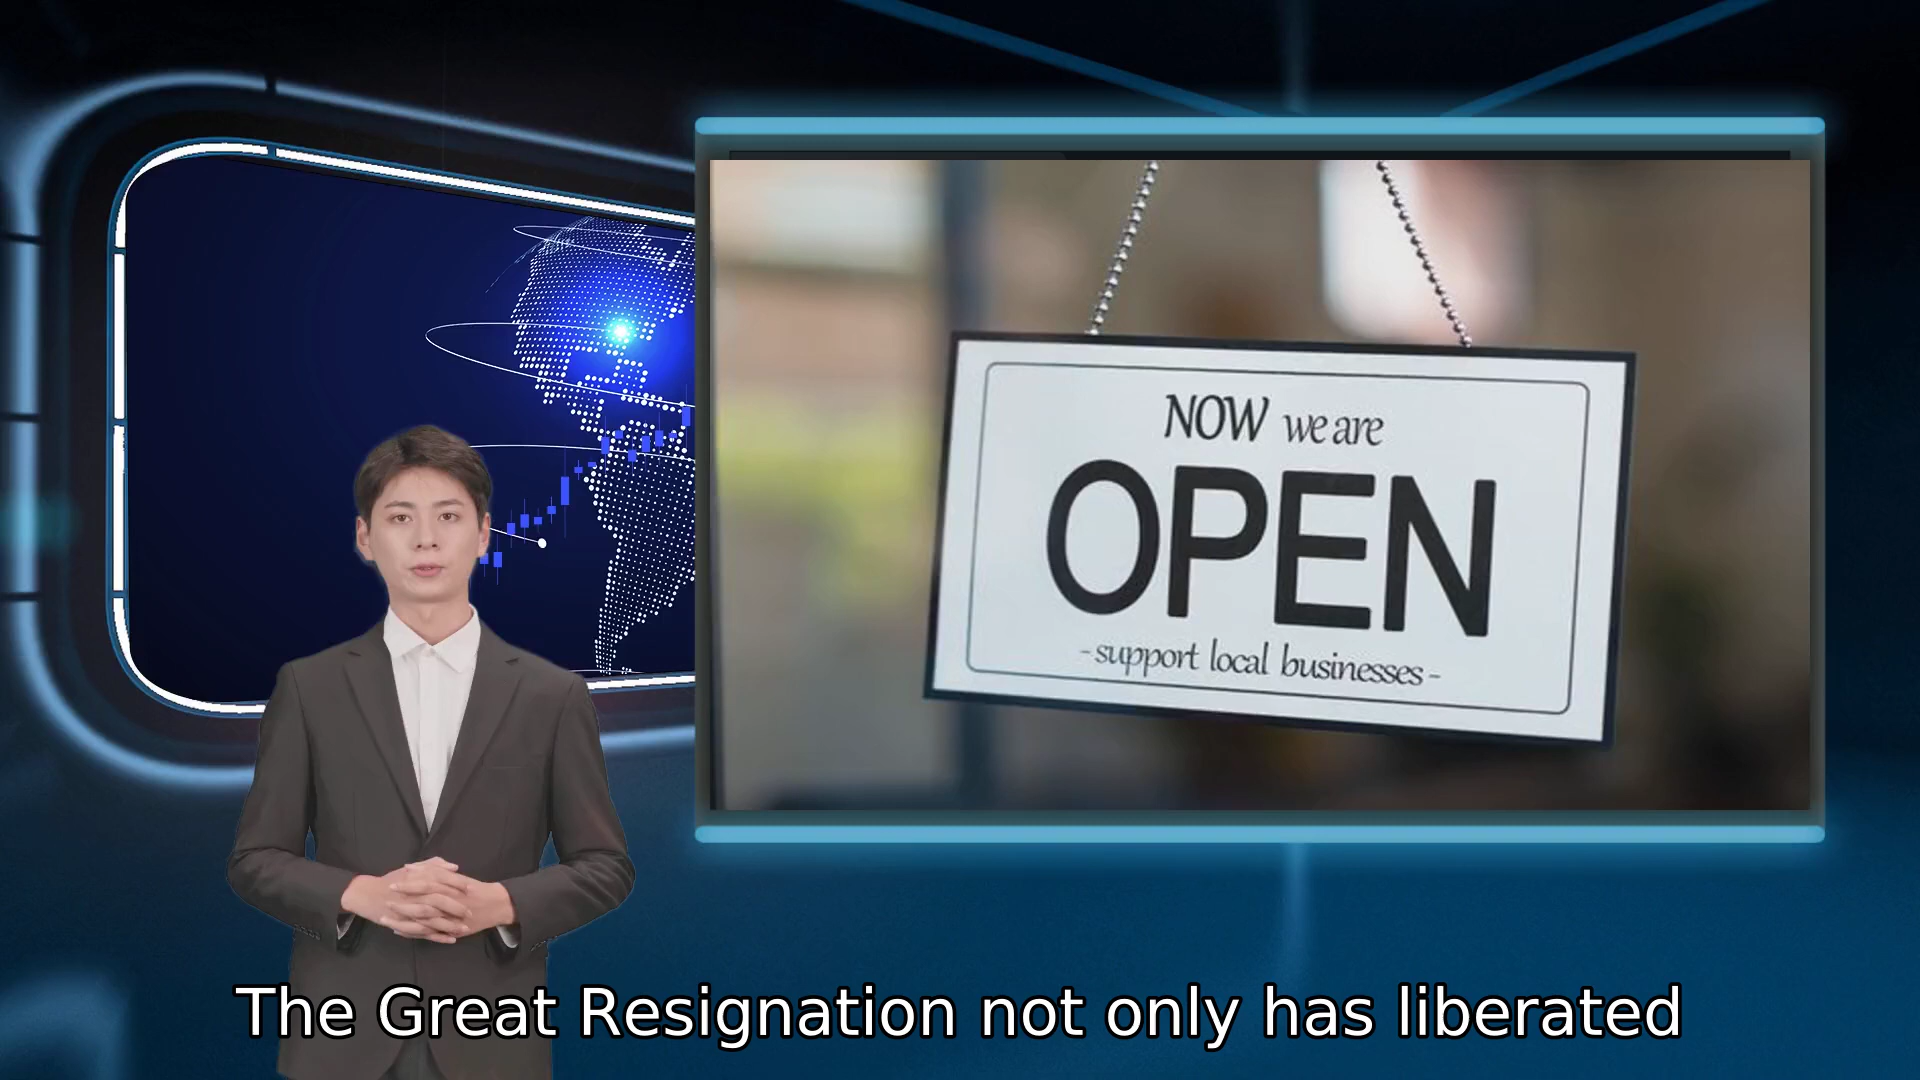 NOW we are
OPEN
-support local businesses-
The Great Resignation not only has liberated